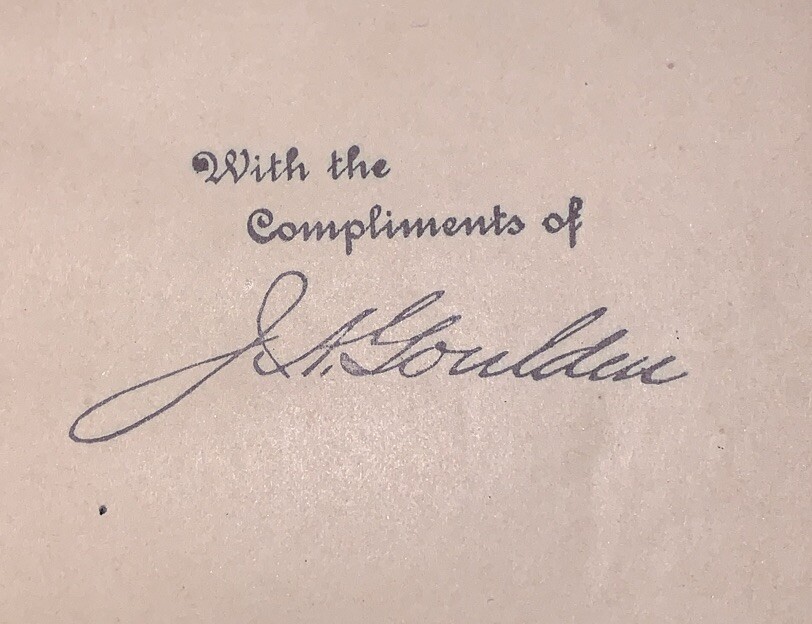 With the
Compliments of
J. A. Goulden